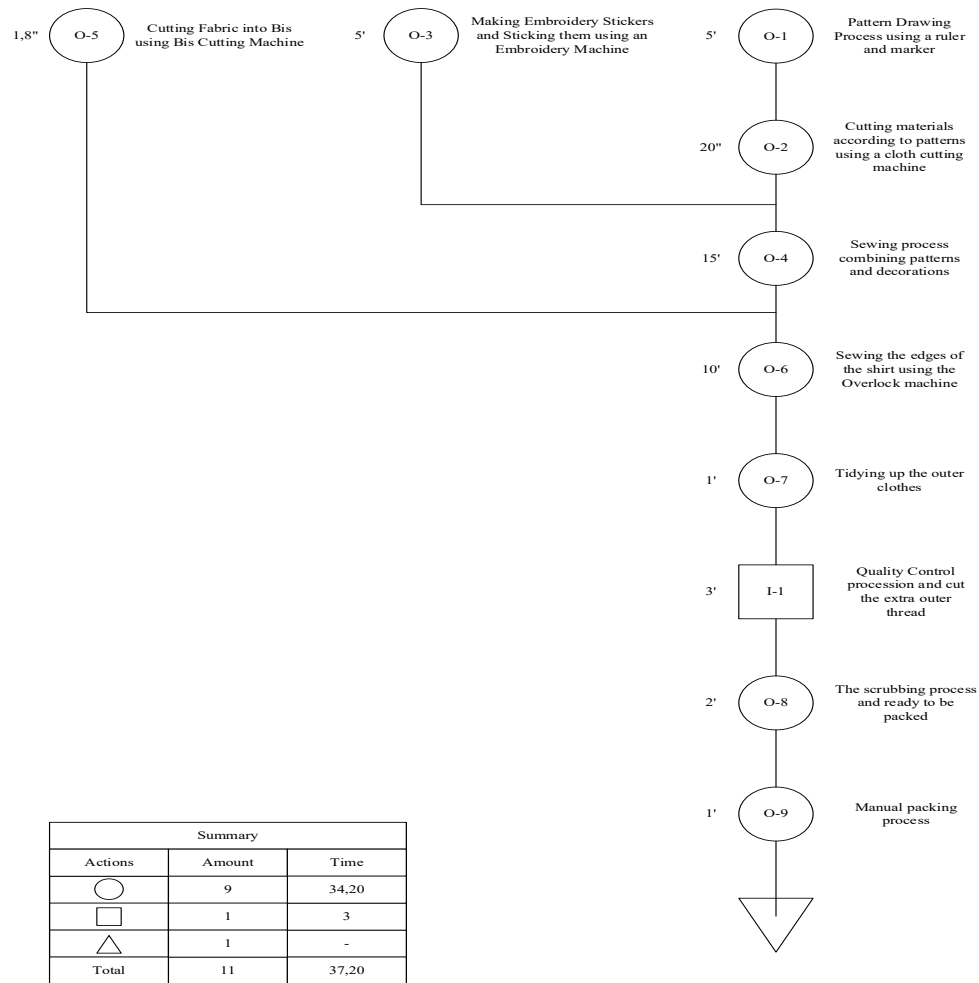 1,8"
O-5
Cutting Fabric into Bis
using Bis Cutting Machine
5'
O-3
Making Embroidery Stickers
and Sticking them using an
Embroidery Machine
5'
O-1
Pattern Drawing
Process using a ruler
and marker
20"
O-2
Cutting materials
according to patterns
using a cloth cutting
machine
15'
O-4
Sewing process
combining patterns
and decorations
10'
O-6
Sewing the edges of
the shirt using the
Overlock machine
1'
O-7
Tidying up the outer
clothes
3'
I-1
Quality Control
procession and cut
the extra outer
thread
2'
O-8
The scrubbing process
and ready to be
packed
1'
O-9
Manual packing
process
Summary
Actions Amount Time
9 34,20
1 3
1 -
Total 11 37,20